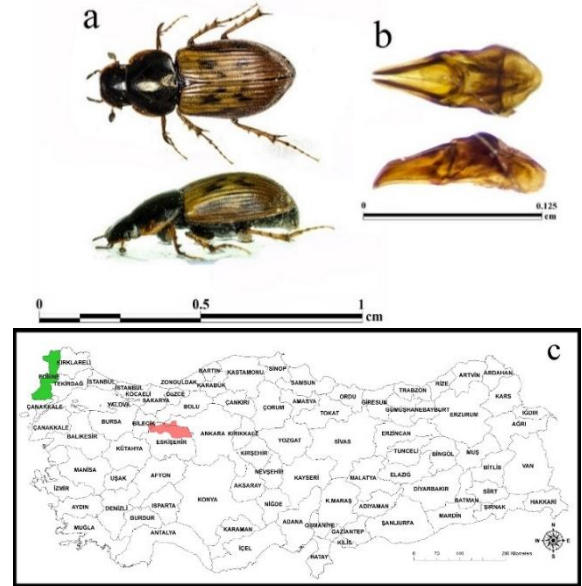 a
b
0
0.125
cm
0
0.5
1
cm
c
KIRKLARELİ
EDİRNE
TEKİRDAĞ
İSTANBUL
İSTANBUL
KOCAELİ
YALOVA
SAKARYA
DÜZCE
ZONGULDAK
BARTIN
KARABÜK
KASTAMONU
SİNOP
SAMSUN
ORDU
GİRESUN
TRABZON
RİZE
ARTVİN
ARDAHAN
KARS
ÇANAKKALE
ÇANAKKALE
BURSA
BİLECİK
BOLU
ÇANKIRI
ÇORUM
AMASYA
TOKAT
GÜMÜŞHANE
BAYBURT
ERZURUM
IĞDIR
AĞRI
BALIKESİR
KÜTAHYA
ESKİŞEHİR
ANKARA
KIRIKKALE
YOZGAT
SİVAS
ERZİNCAN
TUNCELİ
BİNGÖL
MUŞ
KIRŞEHİR
MANİSA
UŞAK
AFYON
NEVŞEHİR
KAYSERİ
MALATYA
ELAZIĞ
BİTLİS
VAN
İZMİR
AKSARAY
DİYARBAKIR
BATMAN
SİİRT
HAKKARİ
AYDIN
DENİZLİ
ISPARTA
KONYA
NİĞDE
K.MARAŞ
ADIYAMAN
MARDİN
ŞIRNAK
MUĞLA
BURDUR
ANTALYA
KARAMAN
İÇEL
ADANA
OSMANİYE
GAZİANTEP
KİLİS
ŞANLIURFA
HATAY
N
W
E
S
0
75